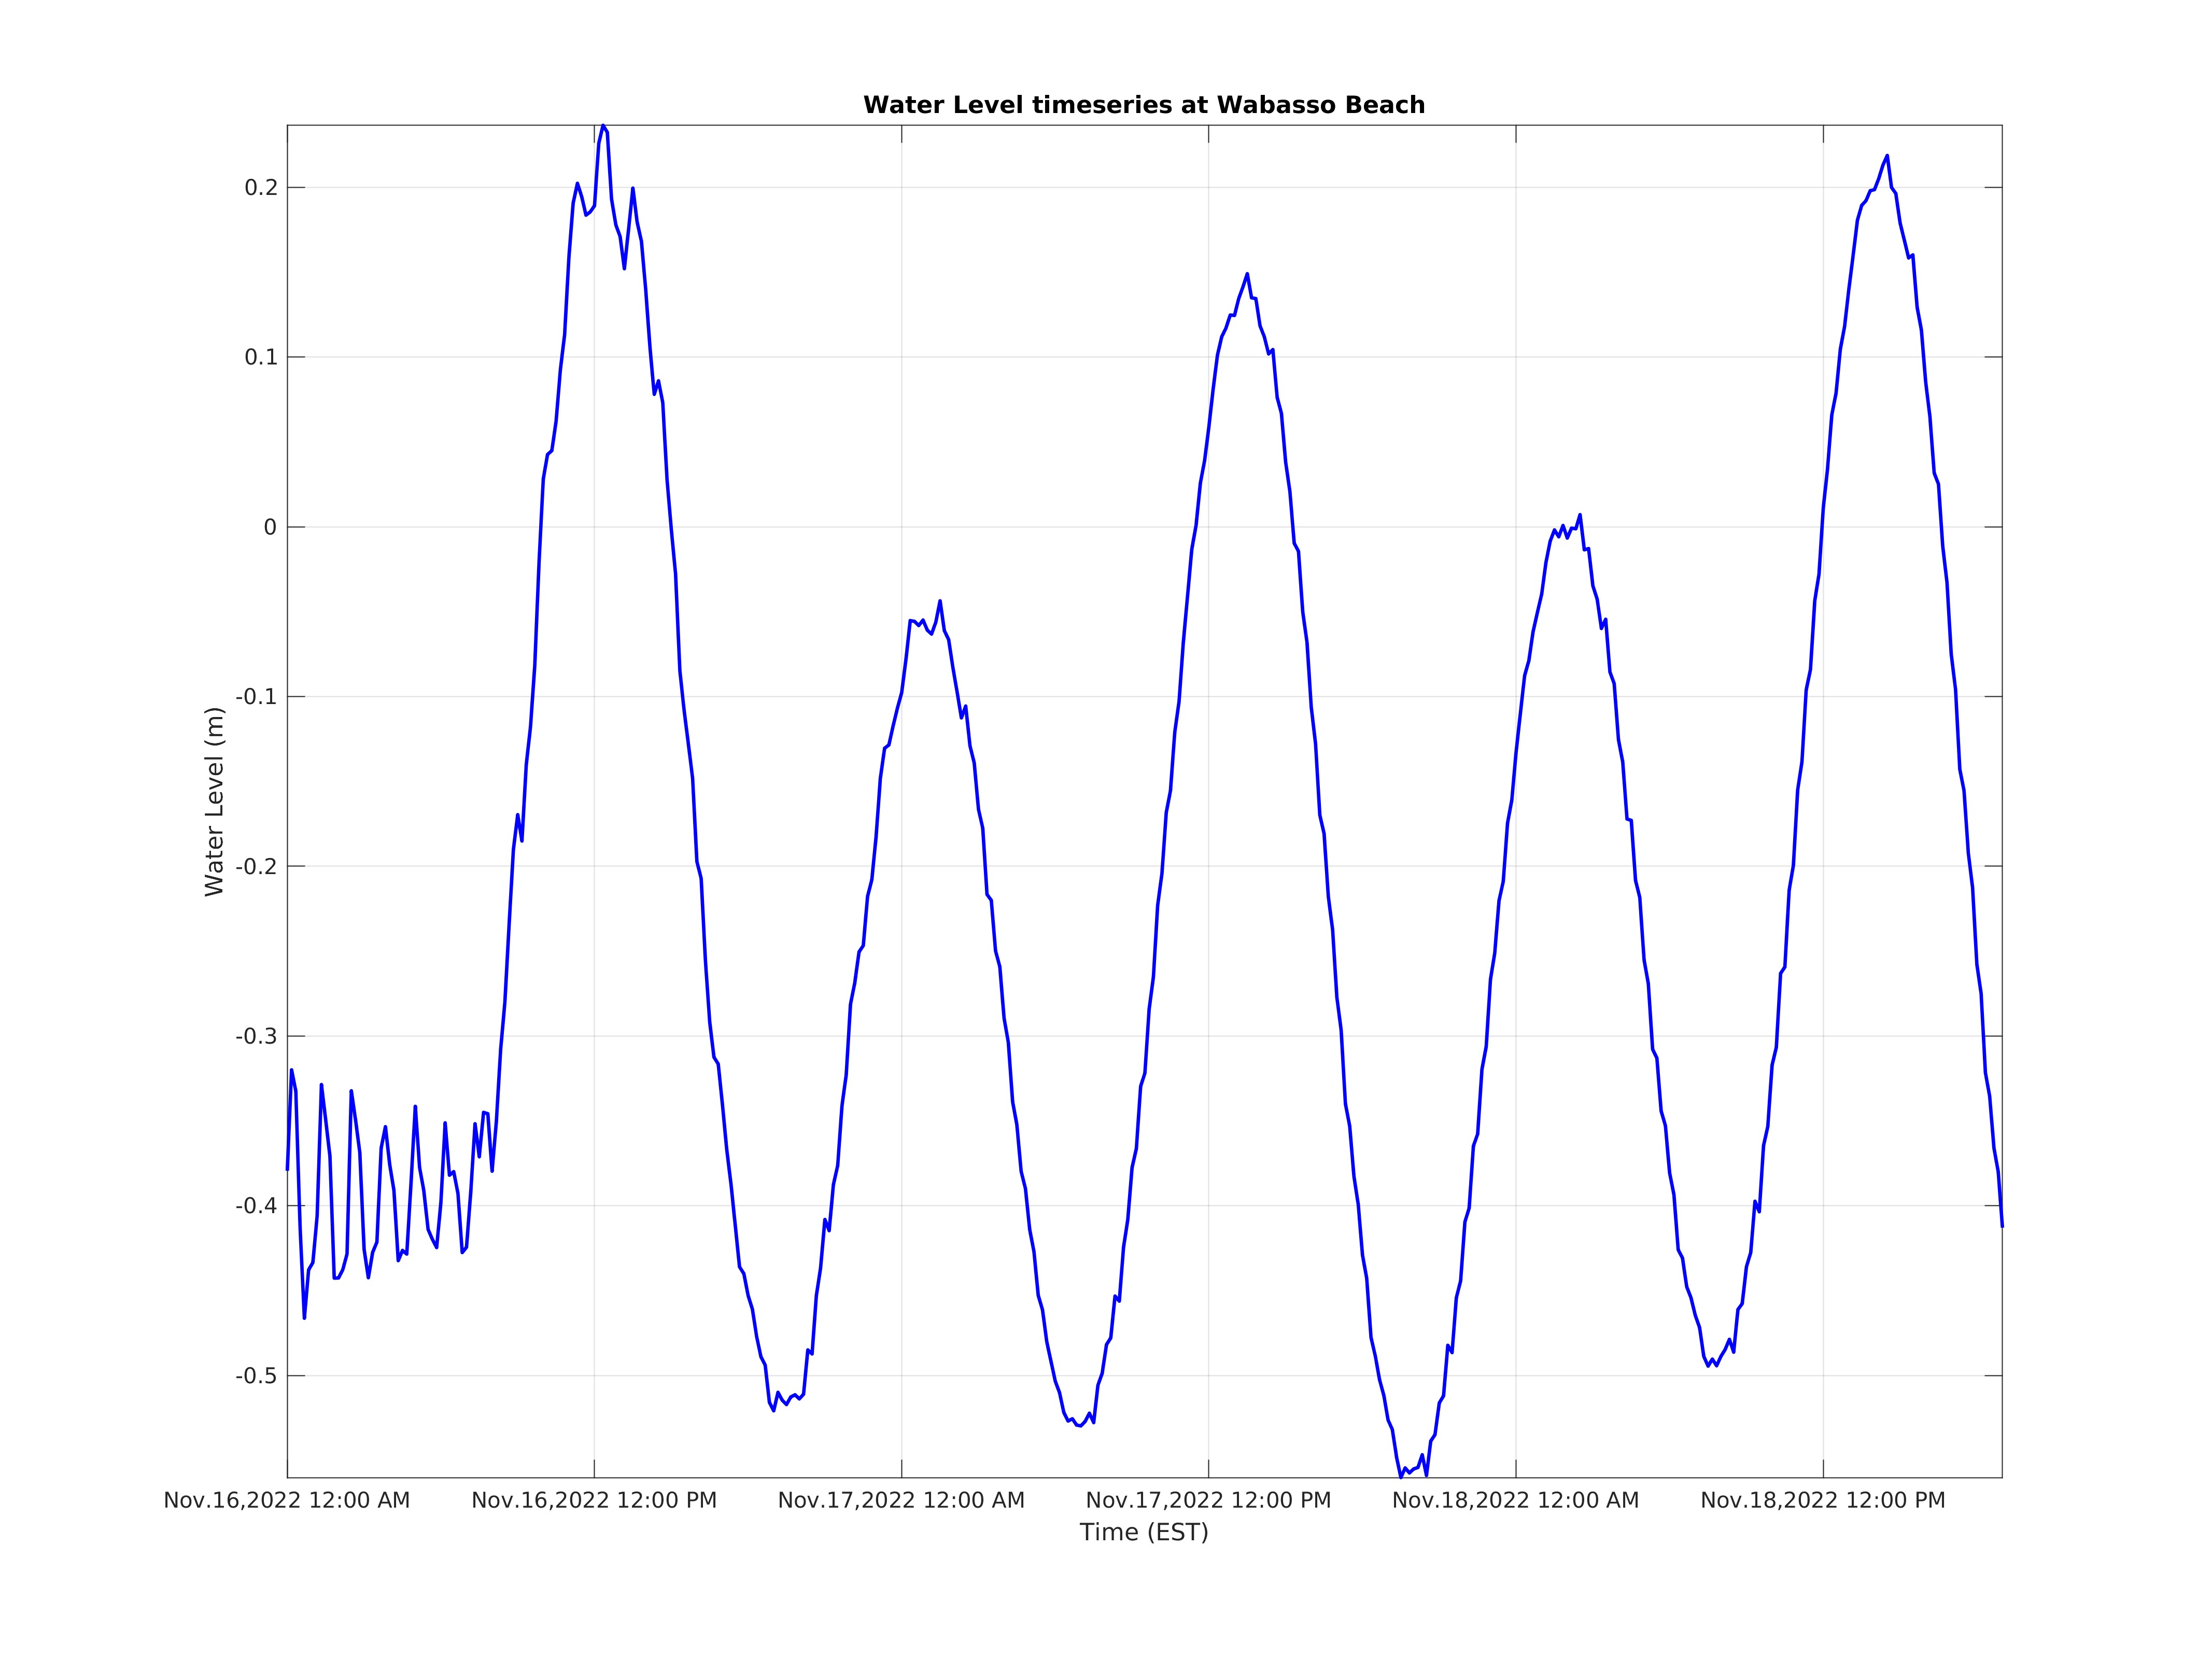 Water Level timeseries at Wabasso Beach
0.2
0.1
0
-0.1
-0.2
-0.3
-0.4
-0.5
Water Level (m)
Nov.16,2022 12:00 AM
Nov.16,2022 12:00 PM
Nov.17,2022 12:00 AM
Nov.17,2022 12:00 PM
Nov.18,2022 12:00 AM
Nov.18,2022 12:00 PM
Time (EST)